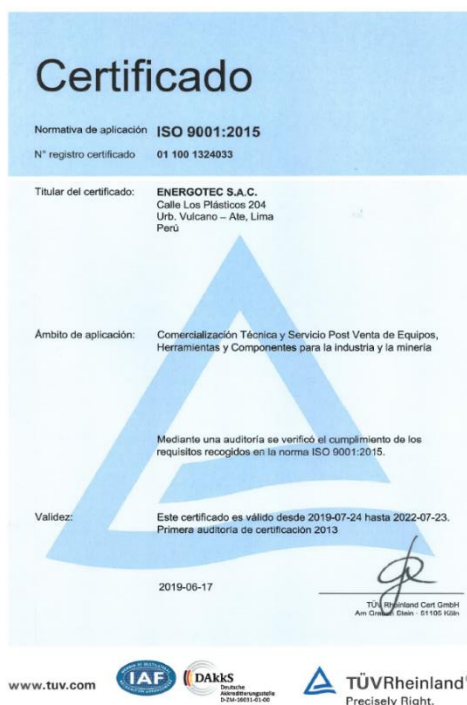 Certificado
Normativa de aplicación ISO 9001:2015
N° registro certificado 01 100 1324033
Titular del certificado: ENERGOTEC S.A.C.
Calle Los Plásticos 204
Urb. Vulcano – Ate, Lima
Perú
Ámbito de aplicación: Comercialización Técnica y Servicio Post Venta de Equipos,
Herramientas y Componentes para la industria y la minería
Mediante una auditoría se verificó el cumplimiento de los
requisitos recogidos en la norma ISO 9001:2015.
Validez: Este certificado es válido desde 2019-07-24 hasta 2022-07-23.
Primera auditoría de certificación 2013
2019-06-17
TÜV Rheinland Cert GmbH
Am Grauen Stein · 51105 Köln
www.tuv.com
IAF
DAkkS
Deutsche
Akkreditierungsstelle
D-ZM-16031-01-00
TÜVRheinland
Precisely Right.